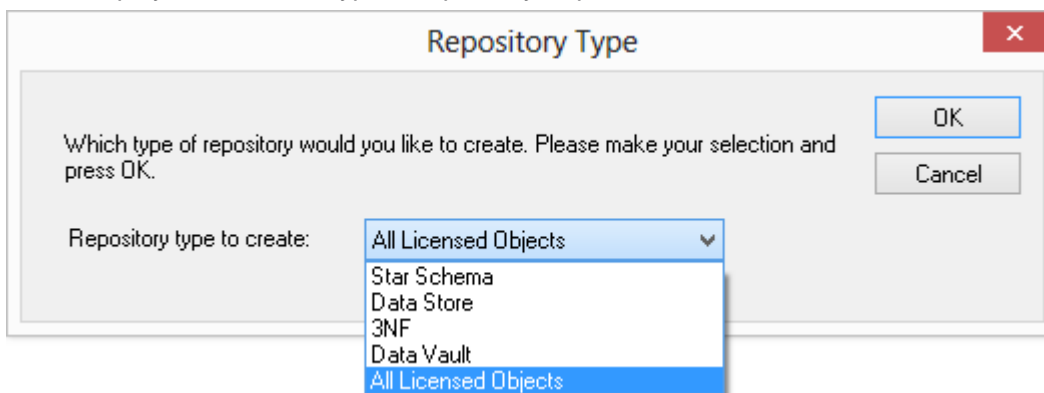 Repository Type
OK
Which type of repository would you like to create. Please make your selection and
press OK.
Cancel
Repository type to create:
All Licensed Objects
Star Schema
Data Store
3NF
Data Vault
All Licensed Objects